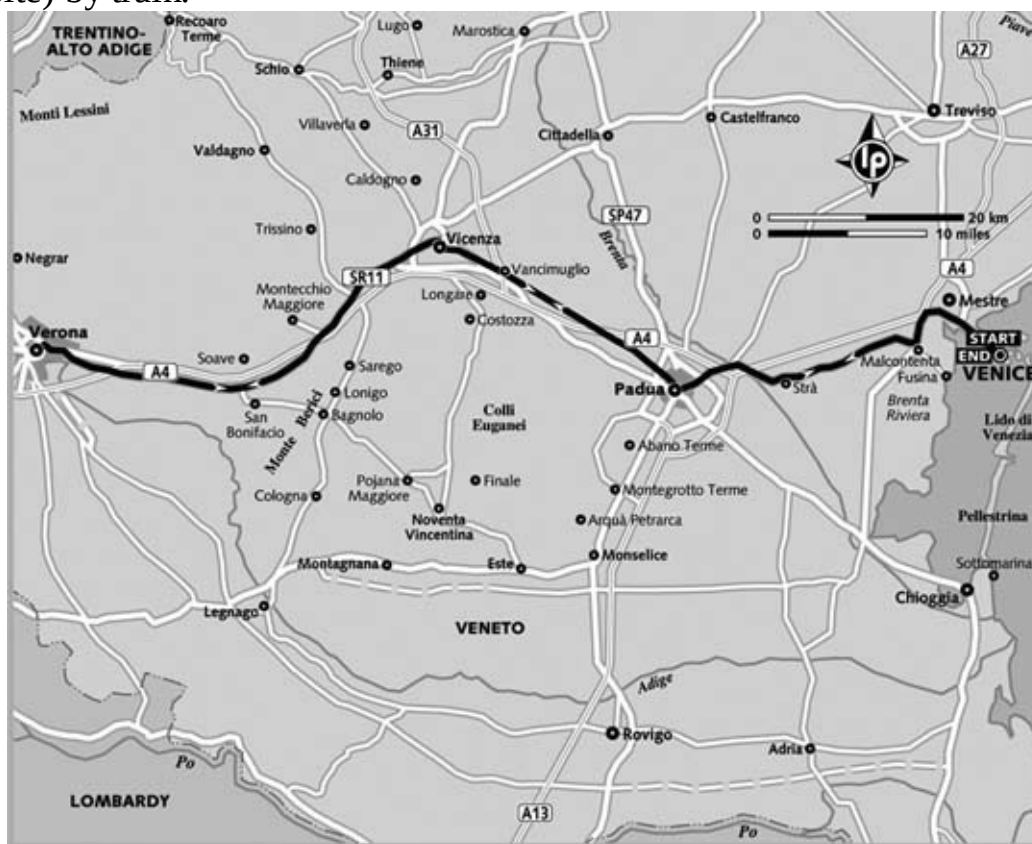 by train.
TRENTINO-
ALTO ADIGE
Recoaro
Terme
Lugo
Marostica
Piave
A27
Schio
Thiene
Monti Lessini
Villaverla
A31
Cittadella
Castelfranco
Treviso
Valdagno
Caldogno
lp
SP47
0 20 km
0 10 miles
Trissino
Vicenza
Brenta
Negrar
SR11
Vancimuglio
A4
Mestre
Montecchio
Maggiore
Longare
Costozza
Verona
A4
START
END
VENICE
Soave
A4
Sarego
Padua
Strà
Malcontenta
Fusina
Lonigo
San
Bonifacio
Bagnolo
Monte Berici
Colli
Euganei
Brenta
Riviera
Lido di
Venezia
Abano Terme
Cologna
Pojana
Maggiore
Finale
Montegrotto Terme
Noventa
Vincentina
Arquà Petrarca
Pellestrina
Montagnana
Este
Monselice
Sottomarina
Chioggia
Legnago
VENETO
Adige
Rovigo
Adria
Po
LOMBARDY
A13
Po